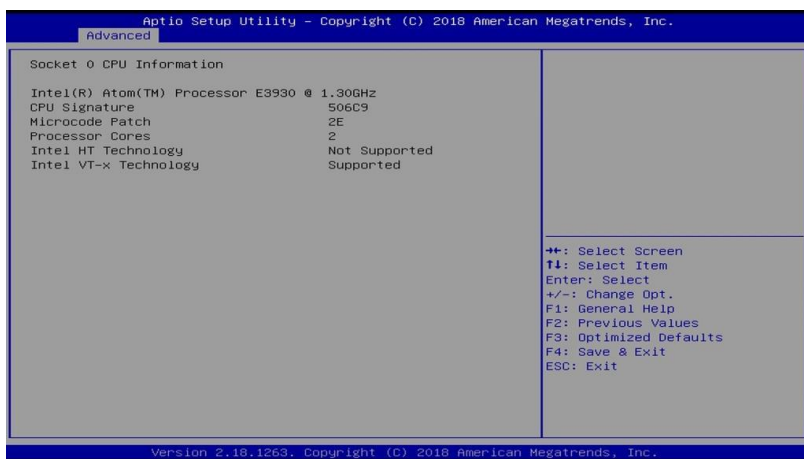 Aptio Setup Utility – Copyright (C) 2018 American Megatrends, Inc.
Advanced
Socket 0 CPU Information
Intel(R) Atom(TM) Processor E3930 @ 1.30GHz
CPU Signature 506C9
Microcode Patch 2E
Processor Cores 2
Intel HT Technology Not Supported
Intel VT-x Technology Supported
→←: Select Screen
↑↓: Select Item
Enter: Select
+/-: Change Opt.
F1: General Help
F2: Previous Values
F3: Optimized Defaults
F4: Save & Exit
ESC: Exit
Version 2.18.1263. Copyright (C) 2018 American Megatrends, Inc.